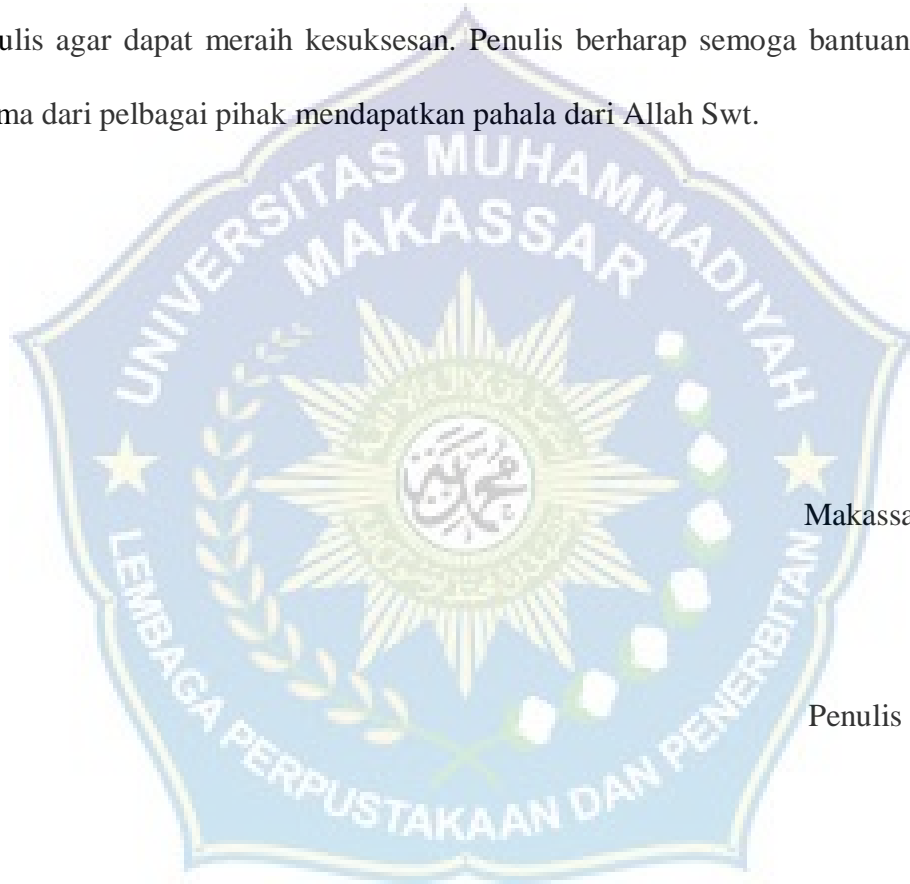 ulis agar dapat meraih kesuksesan. Penulis berharap semoga bantuan
ma dari pelbagai pihak mendapatkan pahala dari Allah Swt.
UNIVERSITAS MUHAMMADIYAH
MAKASSAR
LEMBAGA PERPUSTAKAAN DAN PENERBITAN
Makassa
Penulis